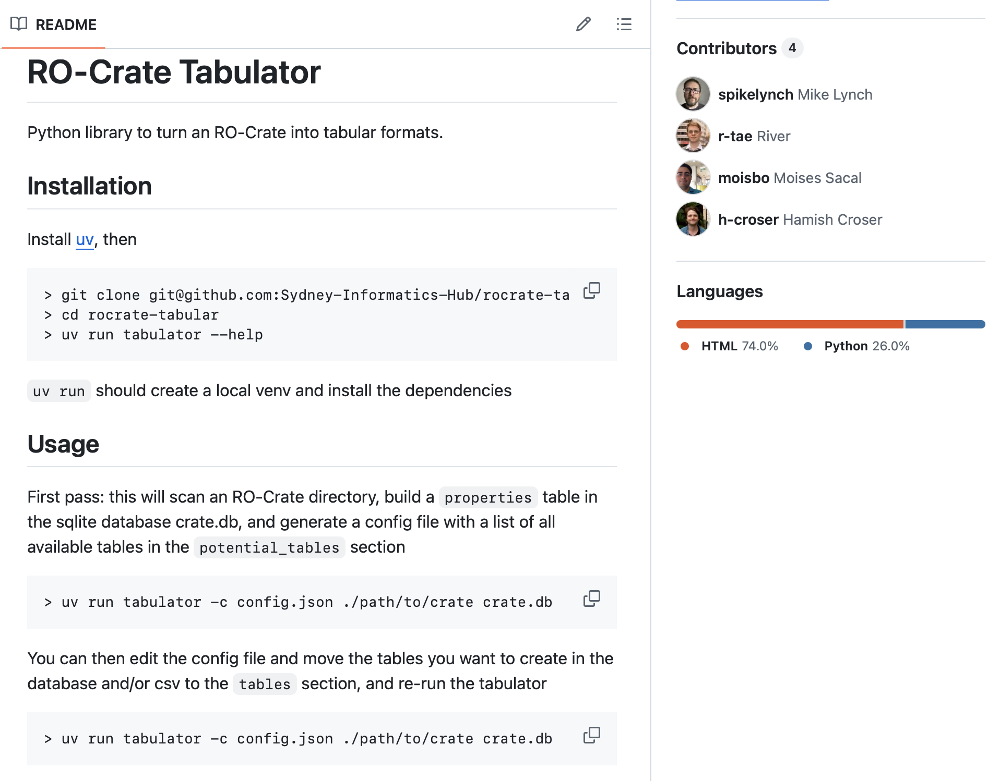 README
RO-Crate Tabulator
Python library to turn an RO-Crate into tabular formats.
Installation
Install uv, then
> git clone git@github.com:Sydney-Informatics-Hub/rocrate-ta
> cd rocrate-tabular
> uv run tabulator --help
uv run should create a local venv and install the dependencies
Usage
First pass: this will scan an RO-Crate directory, build a properties table in
the sqlite database crate.db, and generate a config file with a list of all
available tables in the potential_tables section
> uv run tabulator -c config.json ./path/to/crate crate.db
You can then edit the config file and move the tables you want to create in the
database and/or csv to the tables section, and re-run the tabulator
> uv run tabulator -c config.json ./path/to/crate crate.db
Contributors 4
spikelynch Mike Lynch
r-tae River
moisbo Moises Sacal
h-croser Hamish Croser
Languages
HTML 74.0% Python 26.0%